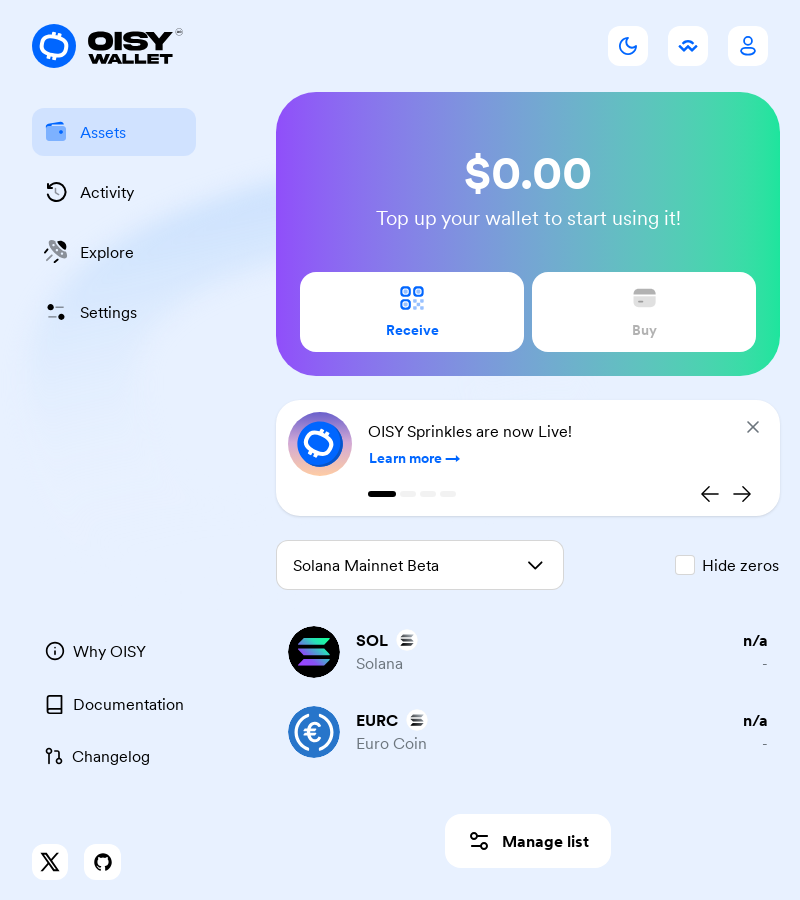 OISY
WALLET
Assets
Activity
Explore
Settings
$0.00
Top up your wallet to start using it!
Receive
Buy
OISY Sprinkles are now Live!
Learn more →
Solana Mainnet Beta
Hide zeros
SOL
n/a
Solana
-
EURC
n/a
Euro Coin
-
Manage list
Why OISY
Documentation
Changelog